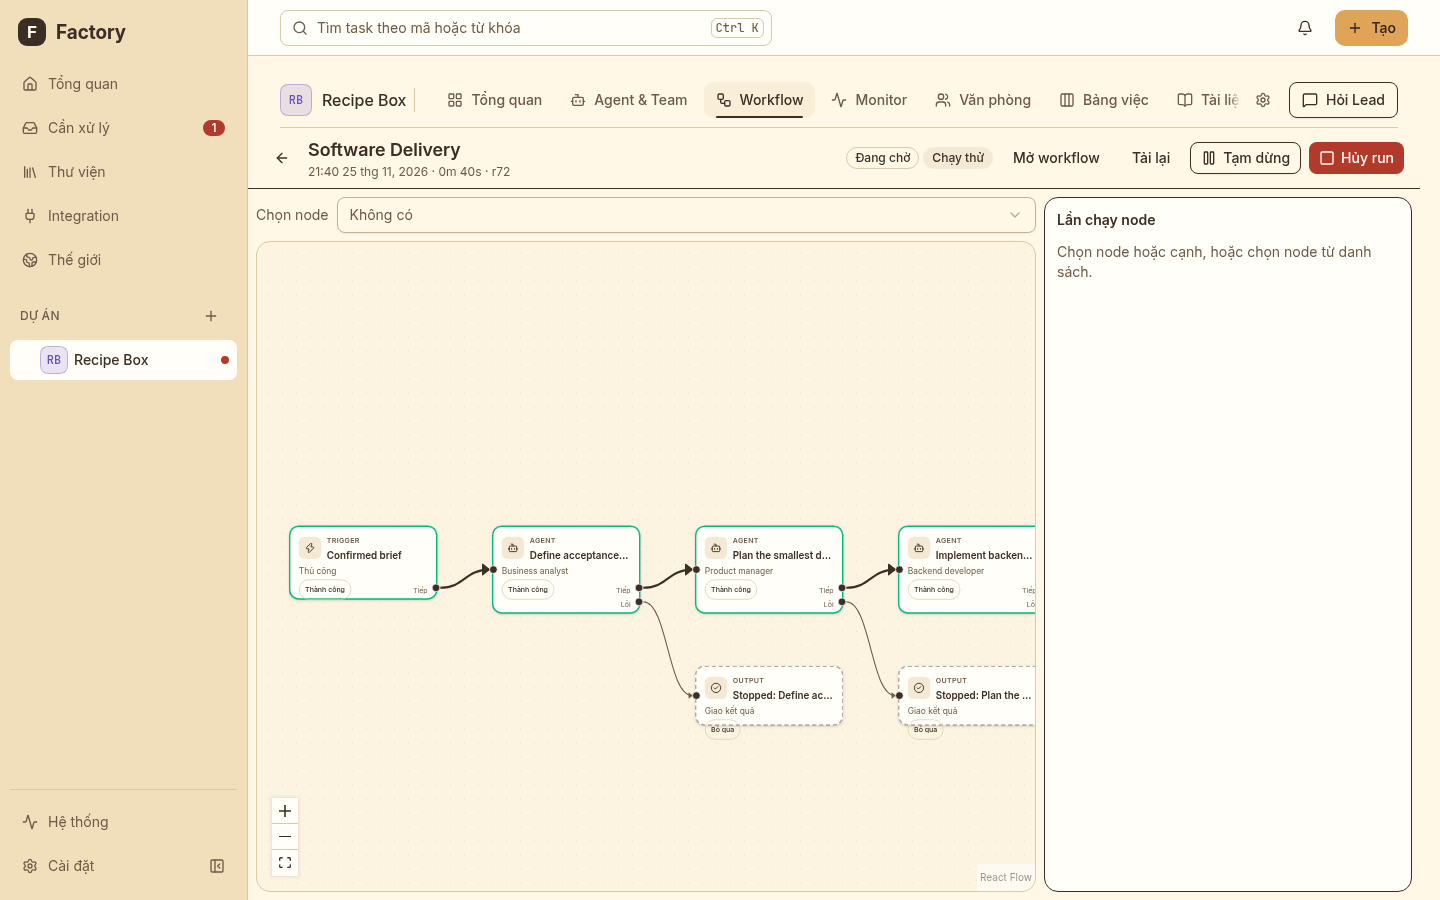 F Factory
Tổng quan
Cần xử lý 1
Thư viện
Integration
Thế giới
DỰ ÁN
RB Recipe Box
Hệ thống
Cài đặt
Tìm task theo mã hoặc từ khóa Ctrl K
Tạo
RB Recipe Box
Tổng quan
Agent & Team
Workflow
Monitor
Văn phòng
Bảng việc
Tài liệ
Hỏi Lead
Software Delivery
21:40 25 thg 11, 2026 · 0m 40s · r72
Đang chờ
Chạy thử
Mở workflow
Tải lại
Tạm dừng
Hủy run
Chọn node
Không có
TRIGGER
Confirmed brief
Thủ công
Thành công
Tiếp
AGENT
Define acceptance...
Business analyst
Thành công
Tiếp
Lỗi
AGENT
Plan the smallest d...
Product manager
Thành công
Tiếp
Lỗi
AGENT
Implement backen...
Backend developer
Thành công
Tiếp
Lỗi
OUTPUT
Stopped: Define ac...
Giao kết quả
Bỏ qua
OUTPUT
Stopped: Plan the ...
Giao kết quả
Bỏ qua
React Flow
Lần chạy node
Chọn node hoặc cạnh, hoặc chọn node từ danh
sách.